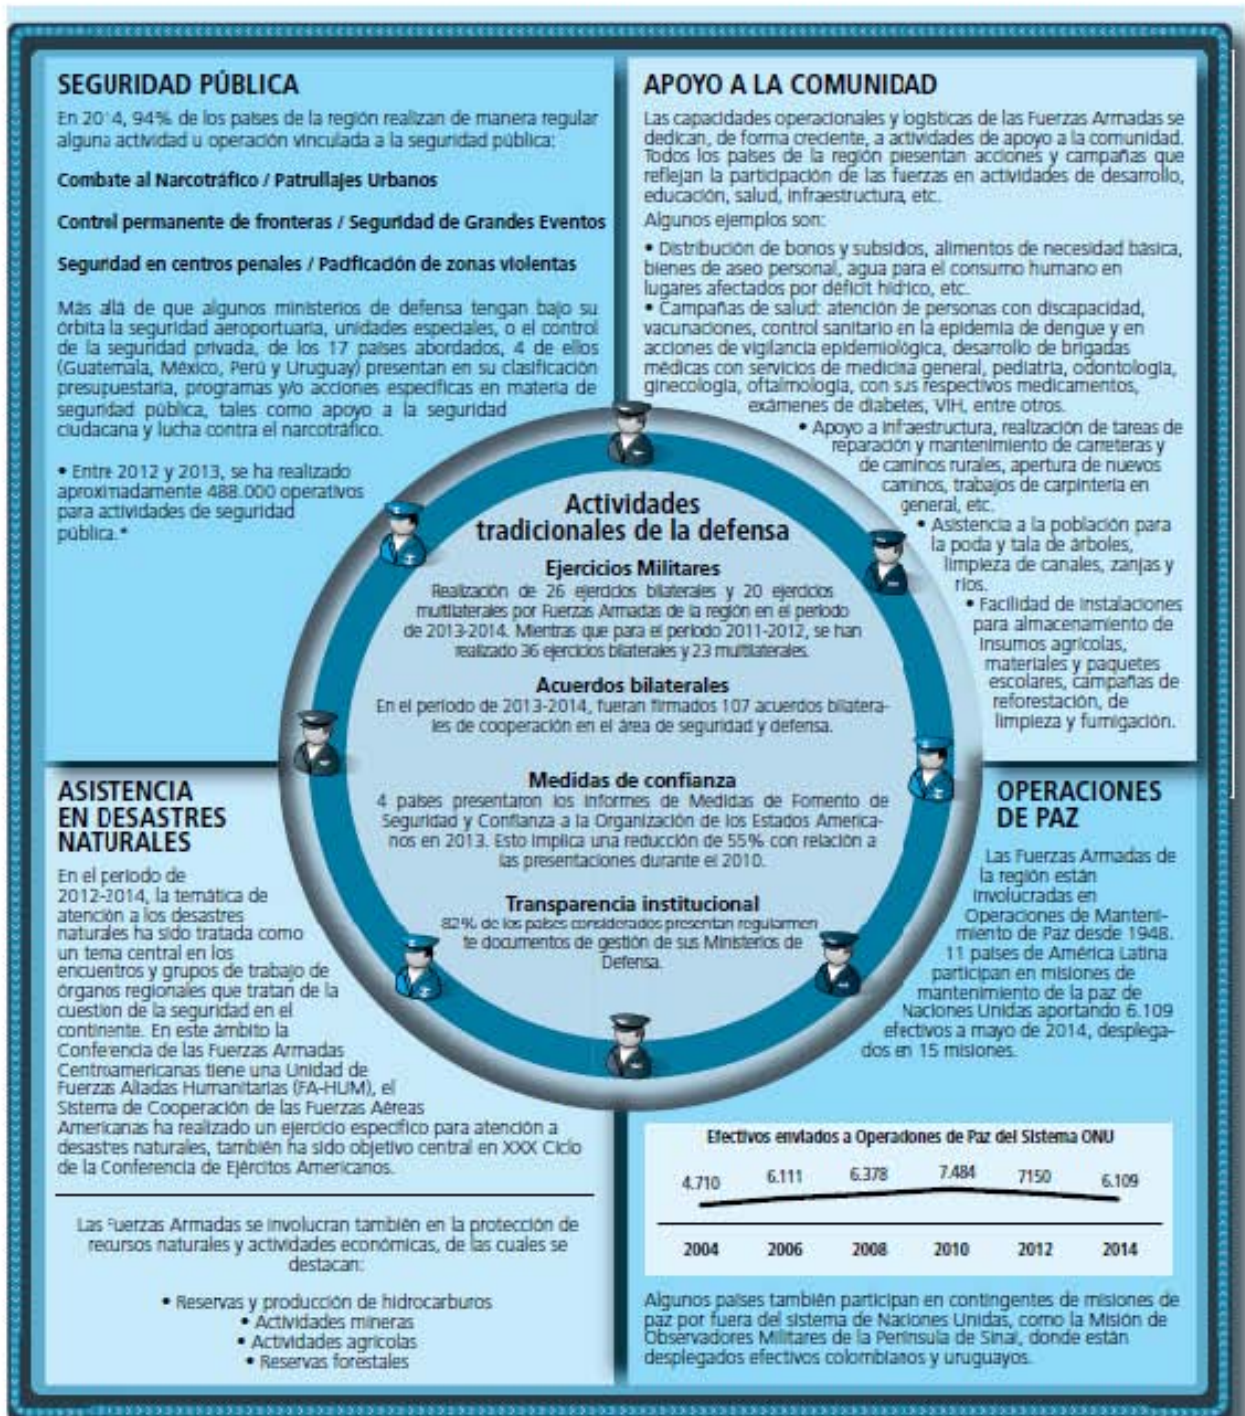 SEGURIDAD PÚBLICA
En 2014, 94% de los países de la región realizan de manera regular
alguna actividad u operación vinculada a la seguridad pública:
Combate al Narcotráfico / Patrullajes Urbanos
Control permanente de fronteras / Seguridad de Grandes Eventos
Seguridad en centros penales / Pacificación de zonas violentas
Más allá de que algunos ministerios de defensa tengan bajo su
órbita la seguridad aeroportuaria, unidades especiales, o el control
de la seguridad privada, de los 17 países abordados, 4 de ellos
(Guatemala, México, Perú y Uruguay) presentan en su clasificación
presupuestaria, programas y/o acciones específicas en materia de
seguridad pública, tales como apoyo a la seguridad
ciudacana y lucha contra el narcotráfico.
• Entre 2012 y 2013, se ha realizado
aproximadamente 488.000 operativos
para actividades de seguridad
pública.*
APOYO A LA COMUNIDAD
Las capacidades operacionales y logísticas de las Fuerzas Armadas se
dedican, de forma creciente, a actividades de apoyo a la comunidad.
Todos los países de la región presentan acciones y campañas que
reflejan la participación de las fuerzas en actividades de desarrollo,
educación, salud, infraestructura, etc.
Algunos ejemplos son:
• Distribución de bonos y subsidios, alimentos de necesidad básica,
bienes de aseo personal, agua para el consumo humano en
lugares afectados por déficit hídrico, etc.
• Campañas de salud: atención de personas con discapacidad,
vacunaciones, control sanitario en la epidemia de dengue y en
acciones de vigilancia epidemiológica, desarrollo de brigadas
médicas con servicios de medicina general, pediatría, odontología,
ginecología, oftalmología, con sus respectivos medicamentos,
exámenes de diabetes, VIH, entre otros.
• Apoyo a infraestructura, realización de tareas de
reparación y mantenimiento de carreteras y
de caminos rurales, apertura de nuevos
caminos, trabajos de carpintería en
general, etc.
• Asistencia a la población para
la poda y tala de árboles,
limpieza de canales, zanjas y
ríos.
• Facilidad de instalaciones
para almacenamiento de
insumos agrícolas,
materiales y paquetes
escolares, campañas de
reforestación, de
limpieza y fumigación.
Actividades
tradicionales de la defensa
Ejercicios Militares
Realización de 26 ejercicios bilaterales y 20 ejercicios
multilaterales por Fuerzas Armadas de la región en el período
de 2013-2014. Mientras que para el período 2011-2012, se han
realizado 36 ejercicios bilaterales y 23 multilaterales.
Acuerdos bilaterales
En el período de 2013-2014, fueran firmados 107 acuerdos bilatera-
les de cooperación en el área de seguridad y defensa.
Medidas de confianza
4 países presentaron los Informes de Medidas de Fomento de
Seguridad y Confianza a la Organización de los Estados America-
nos en 2013. Esto implica una reducción de 55% con relación a
las presentaciones durante el 2010.
Transparencia institucional
82% de los países considerados presentan regularmen
te documentos de gestión de sus Ministerios de
Defensa.
ASISTENCIA
EN DESASTRES
NATURALES
En el período de
2012-2014, la temática de
atención a los desastres
naturales ha sido tratada como
un tema central en los
encuentros y grupos de trabajo de
órganos regionales que tratan de la
cuestión de la seguridad en el
continente. En este ámbito la
Conferencia de las Fuerzas Armadas
Centroamericanas tiene una Unidad de
Fuerzas Aliadas Humanitarias (FA-HUM), el
Sistema de Cooperación de las Fuerzas Aéreas
Americanas ha realizado un ejercicio específico para atención a
desastres naturales, también ha sido objetivo central en XXX Ciclo
de la Conferencia de Ejércitos Americanos.
Las Fuerzas Armadas se involucran también en la protección de
recursos naturales y actividades económicas, de las cuales se
destacan:
• Reservas y producción de hidrocarburos
• Actividades mineras
• Actividades agrícolas
• Reservas forestales
OPERACIONES
DE PAZ
Las Fuerzas Armadas de
la región están
involucradas en
Operaciones de Manteni-
miento de Paz desde 1948.
11 países de América Latina
participan en misiones de
mantenimiento de la paz de
Naciones Unidas aportando 6.109
efectivos a mayo de 2014, desplega-
dos en 15 misiones.
Efectivos enviados a Operaciones de Paz del Sistema ONU
4.710 6.111 6.378 7.484 7150 6.109
2004 2006 2008 2010 2012 2014
Algunos países también participan en contingentes de misiones de
paz por fuera del sistema de Naciones Unidas, como la Misión de
Observadores Militares de la Península de Sinaí, donde están
desplegados efectivos colombianos y uruguayos.